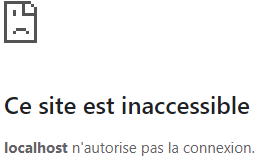 Ce site est inaccessible
localhost n'autorise pas la connexion.